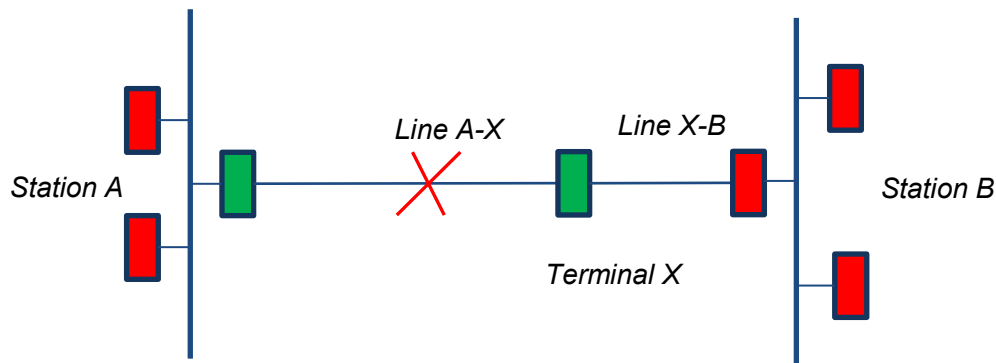 Line A-X
Line X-B
Station A
Station B
Terminal X